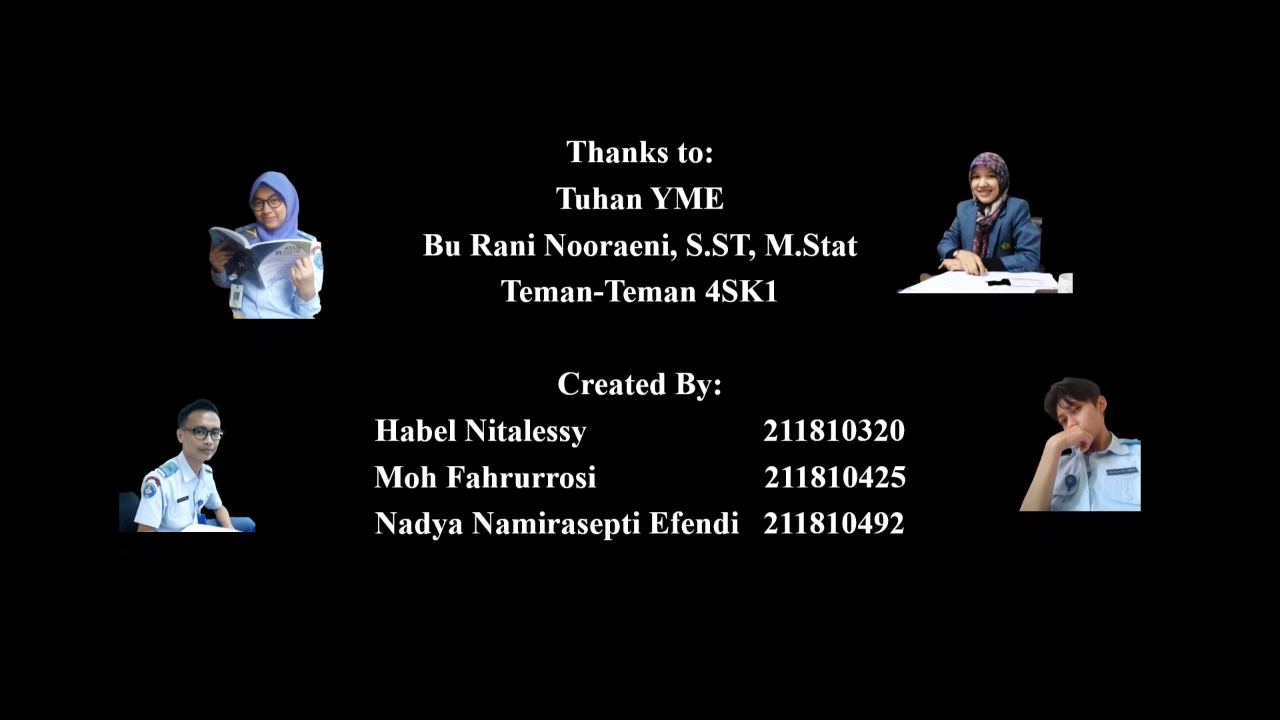 Thanks to:
Tuhan YME
Bu Rani Nooraeni, S.ST, M.Stat
Teman-Teman 4SK1
Created By:
Habel Nitalessy 211810320
Moh Fahrurrosi 211810425
Nadya Namirasepti Efendi 211810492